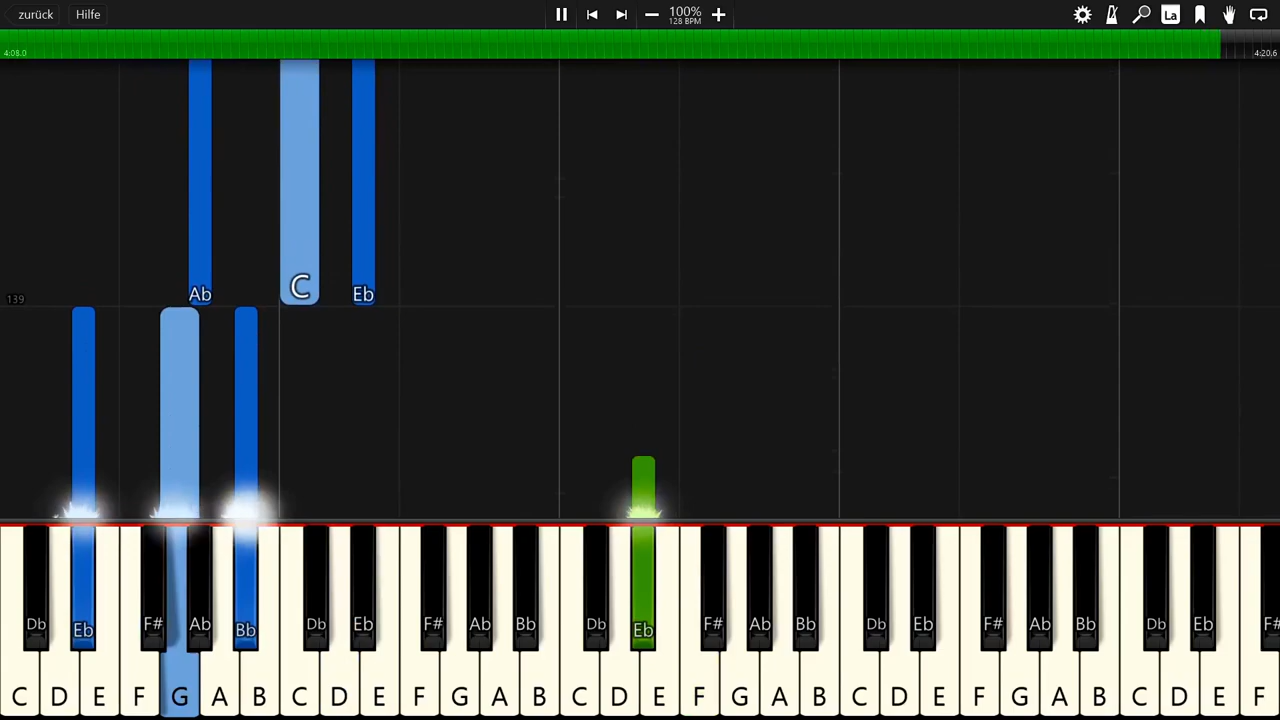 zurück Hilfe 100% La
128 BPM
4:08.0 4:20,6
Ab C Eb
139
Db Eb F# Ab Bb Db Eb F# Ab Bb Db Eb F# Ab Bb Db Eb F# Ab Bb Db Eb F#
C D E F G A B C D E F G A B C D E F G A B C D E F G A B C D E F